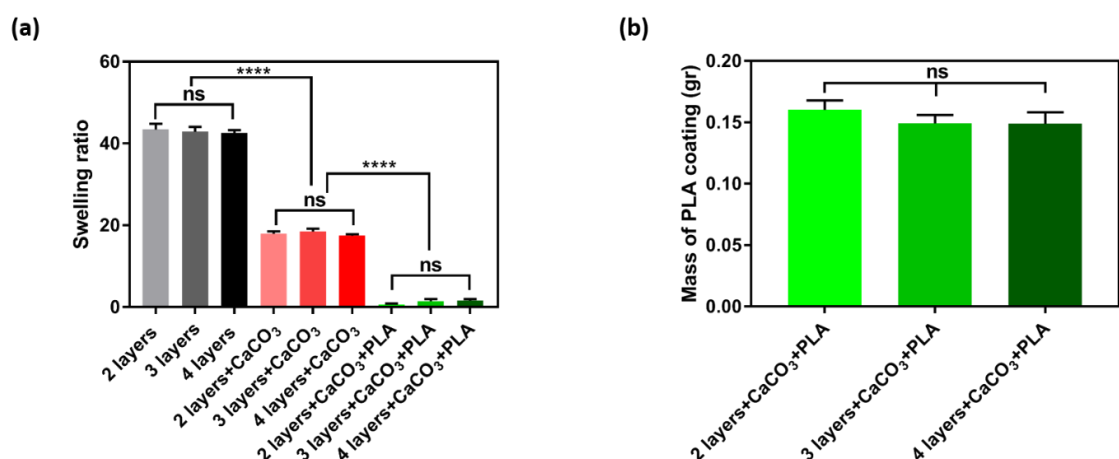 (a)
Swelling ratio
60
40
20
0
ns
****
ns
****
ns
2 layers
3 layers
4 layers
2 layers+CaCO₃
3 layers+CaCO₃
4 layers+CaCO₃
2 layers+CaCO₃+PLA
3 layers+CaCO₃+PLA
4 layers+CaCO₃+PLA
(b)
Mass of PLA coating (gr)
0.20
0.15
0.10
0.05
0.00
ns
2 layers+CaCO₃+PLA
3 layers+CaCO₃+PLA
4 layers+CaCO₃+PLA